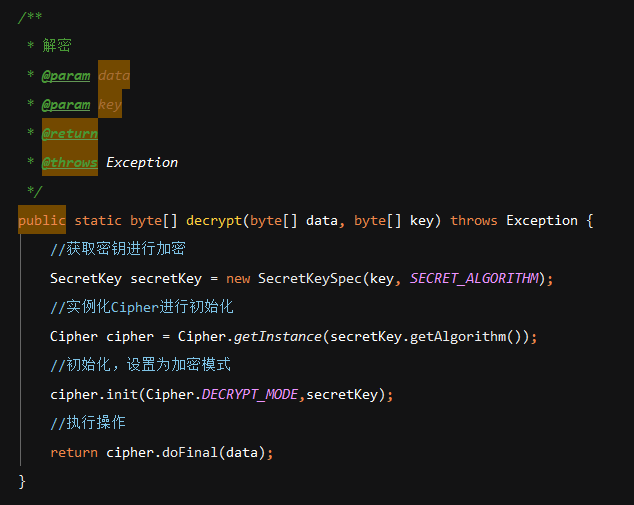 /**
* 解密
* @param data
* @param key
* @return
* @throws Exception
*/
public static byte[] decrypt(byte[] data, byte[] key) throws Exception {
//获取密钥进行加密
SecretKey secretKey = new SecretKeySpec(key, SECRET_ALGORITHM);
//实例化Cipher进行初始化
Cipher cipher = Cipher.getInstance(secretKey.getAlgorithm());
//初始化，设置为加密模式
cipher.init(Cipher.DECRYPT_MODE,secretKey);
//执行操作
return cipher.doFinal(data);
}